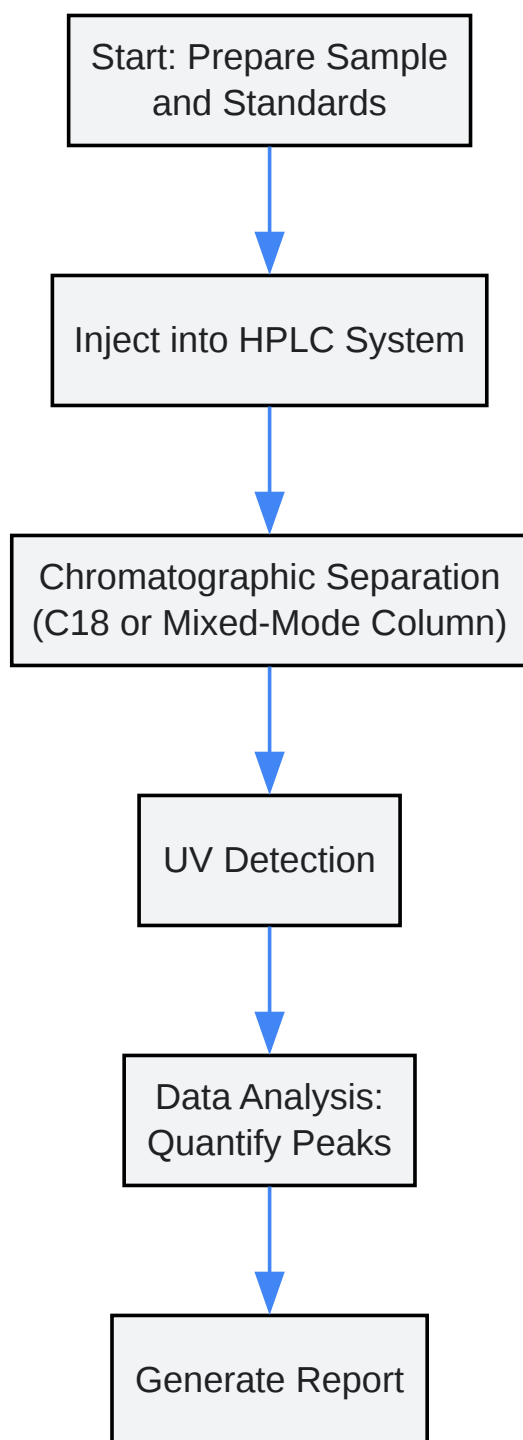 Start: Prepare Sample
and Standards
Inject into HPLC System
Chromatographic Separation
(C18 or Mixed-Mode Column)
UV Detection
Data Analysis:
Quantify Peaks
Generate Report